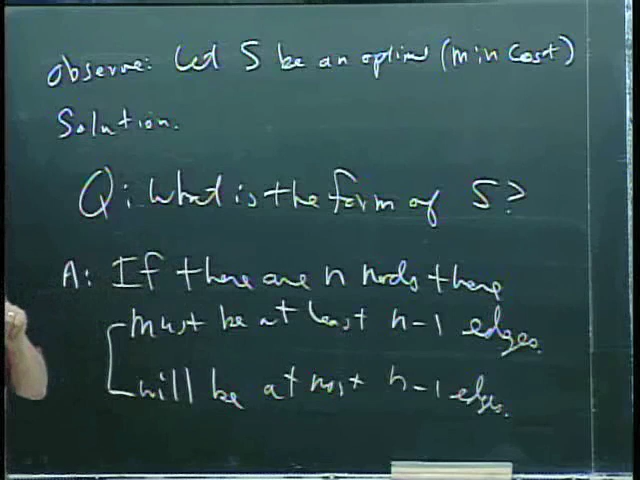 Observe: Let S be an optimal (min cost)
Solution.
Q: What is the form of S?
A: If there are n nodes there
must be at least n-1 edges.
will be at most n-1 edges.